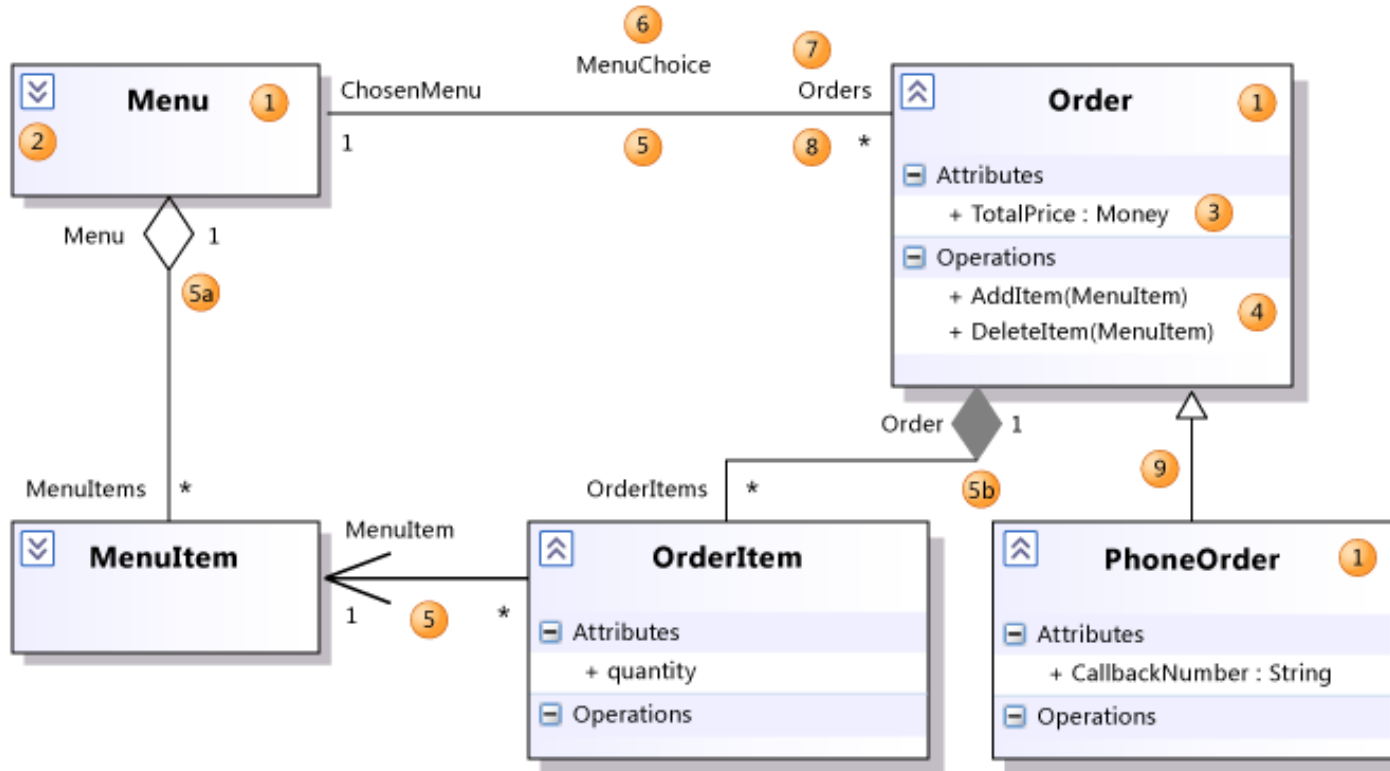 6
7
MenuChoice
Menu 1
ChosenMenu
Orders
Order 1
2
1
5
8 *
Attributes
+ TotalPrice : Money 3
Menu 1
Operations
5a
+ AddItem(MenuItem)
4
+ DeleteItem(MenuItem)
Order 1
9
MenuItems *
OrderItems *
5b
MenuItem
MenuItem
OrderItem
PhoneOrder 1
1
5
*
Attributes
Attributes
+ quantity
+ CallbackNumber : String
Operations
Operations